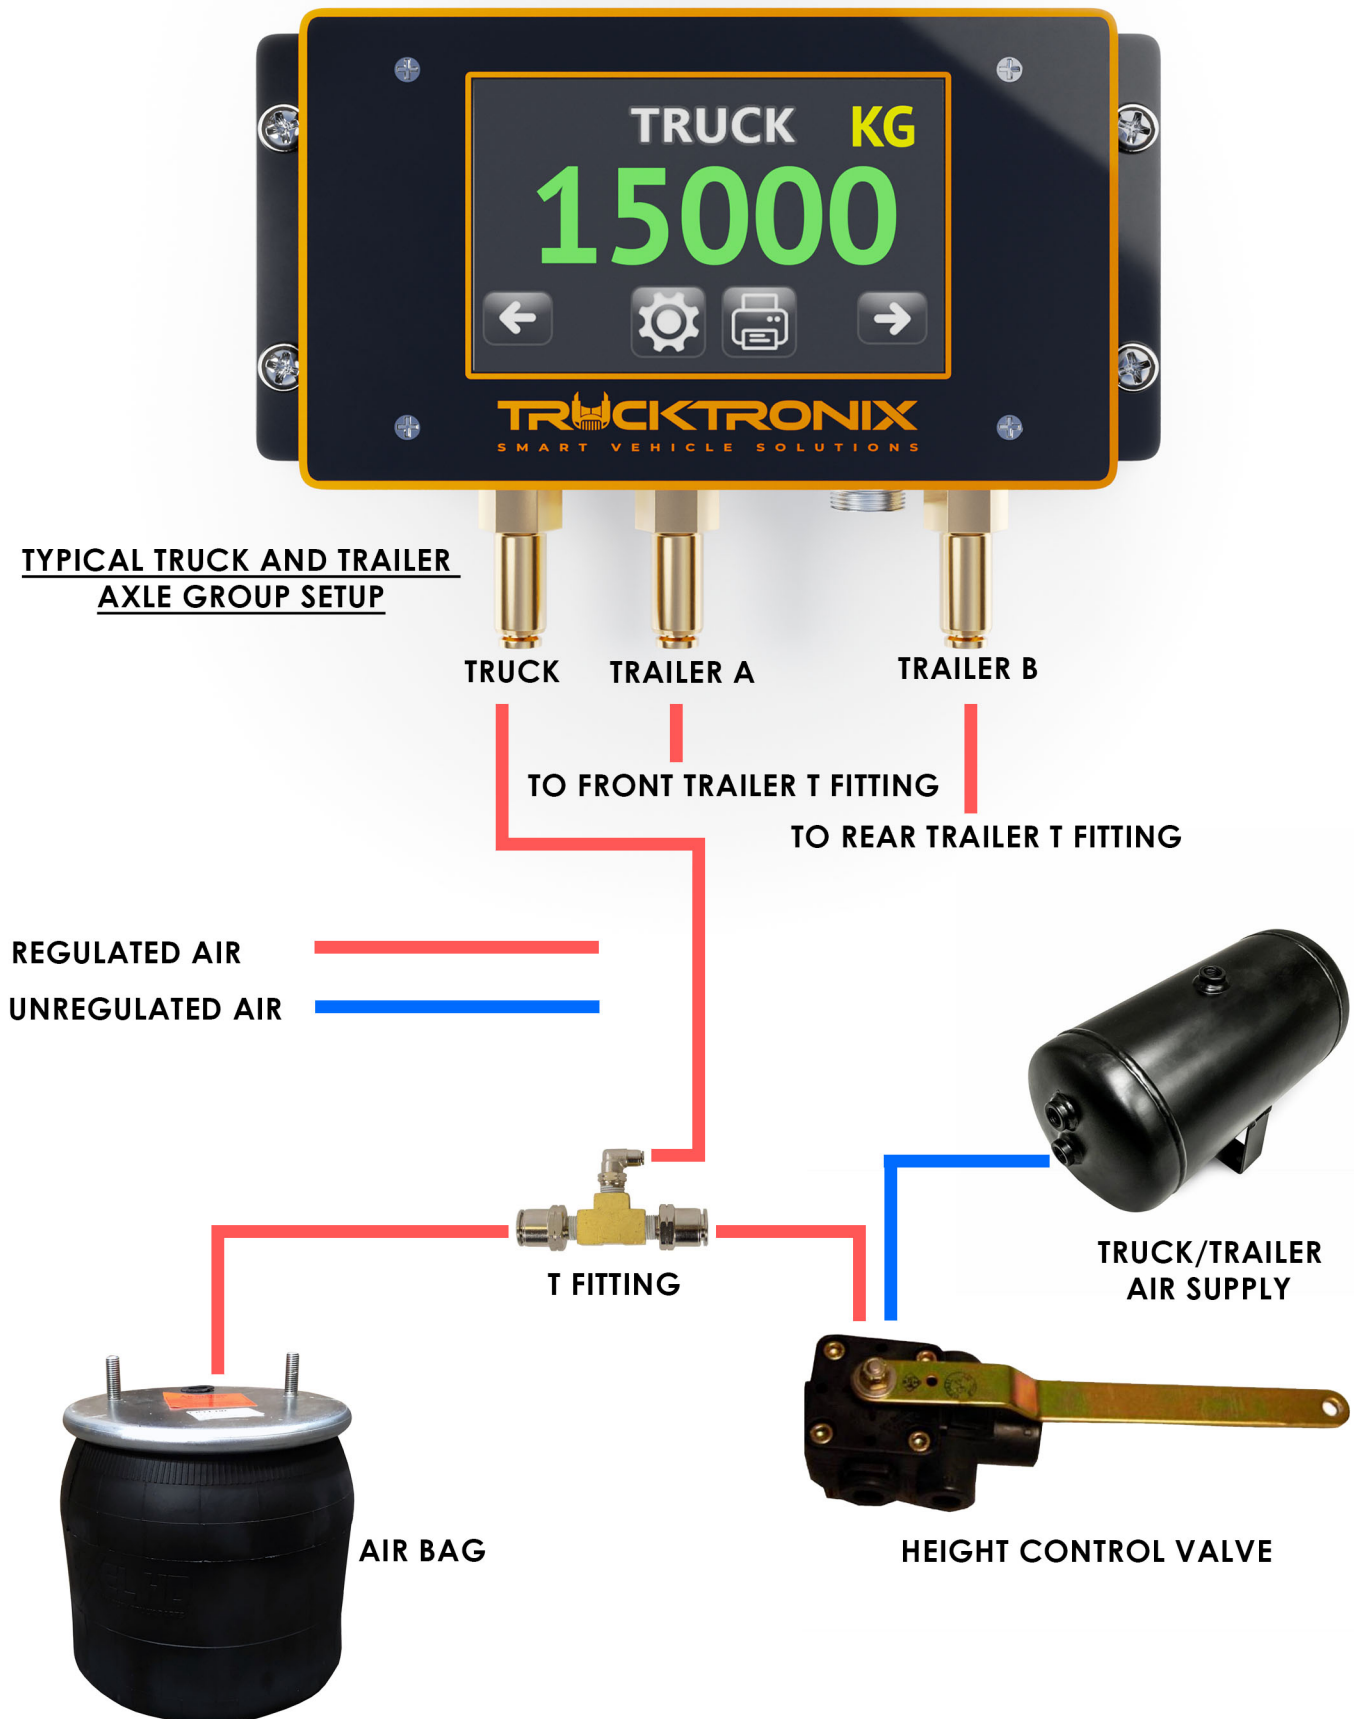 TRUCK KG
15000
TRUCKTRONIX
SMART VEHICLE SOLUTIONS
TYPICAL TRUCK AND TRAILER
AXLE GROUP SETUP
TRUCK
TRAILER A
TRAILER B
TO FRONT TRAILER T FITTING
TO REAR TRAILER T FITTING
REGULATED AIR
UNREGULATED AIR
TRUCK/TRAILER
AIR SUPPLY
T FITTING
AIR BAG
HEIGHT CONTROL VALVE